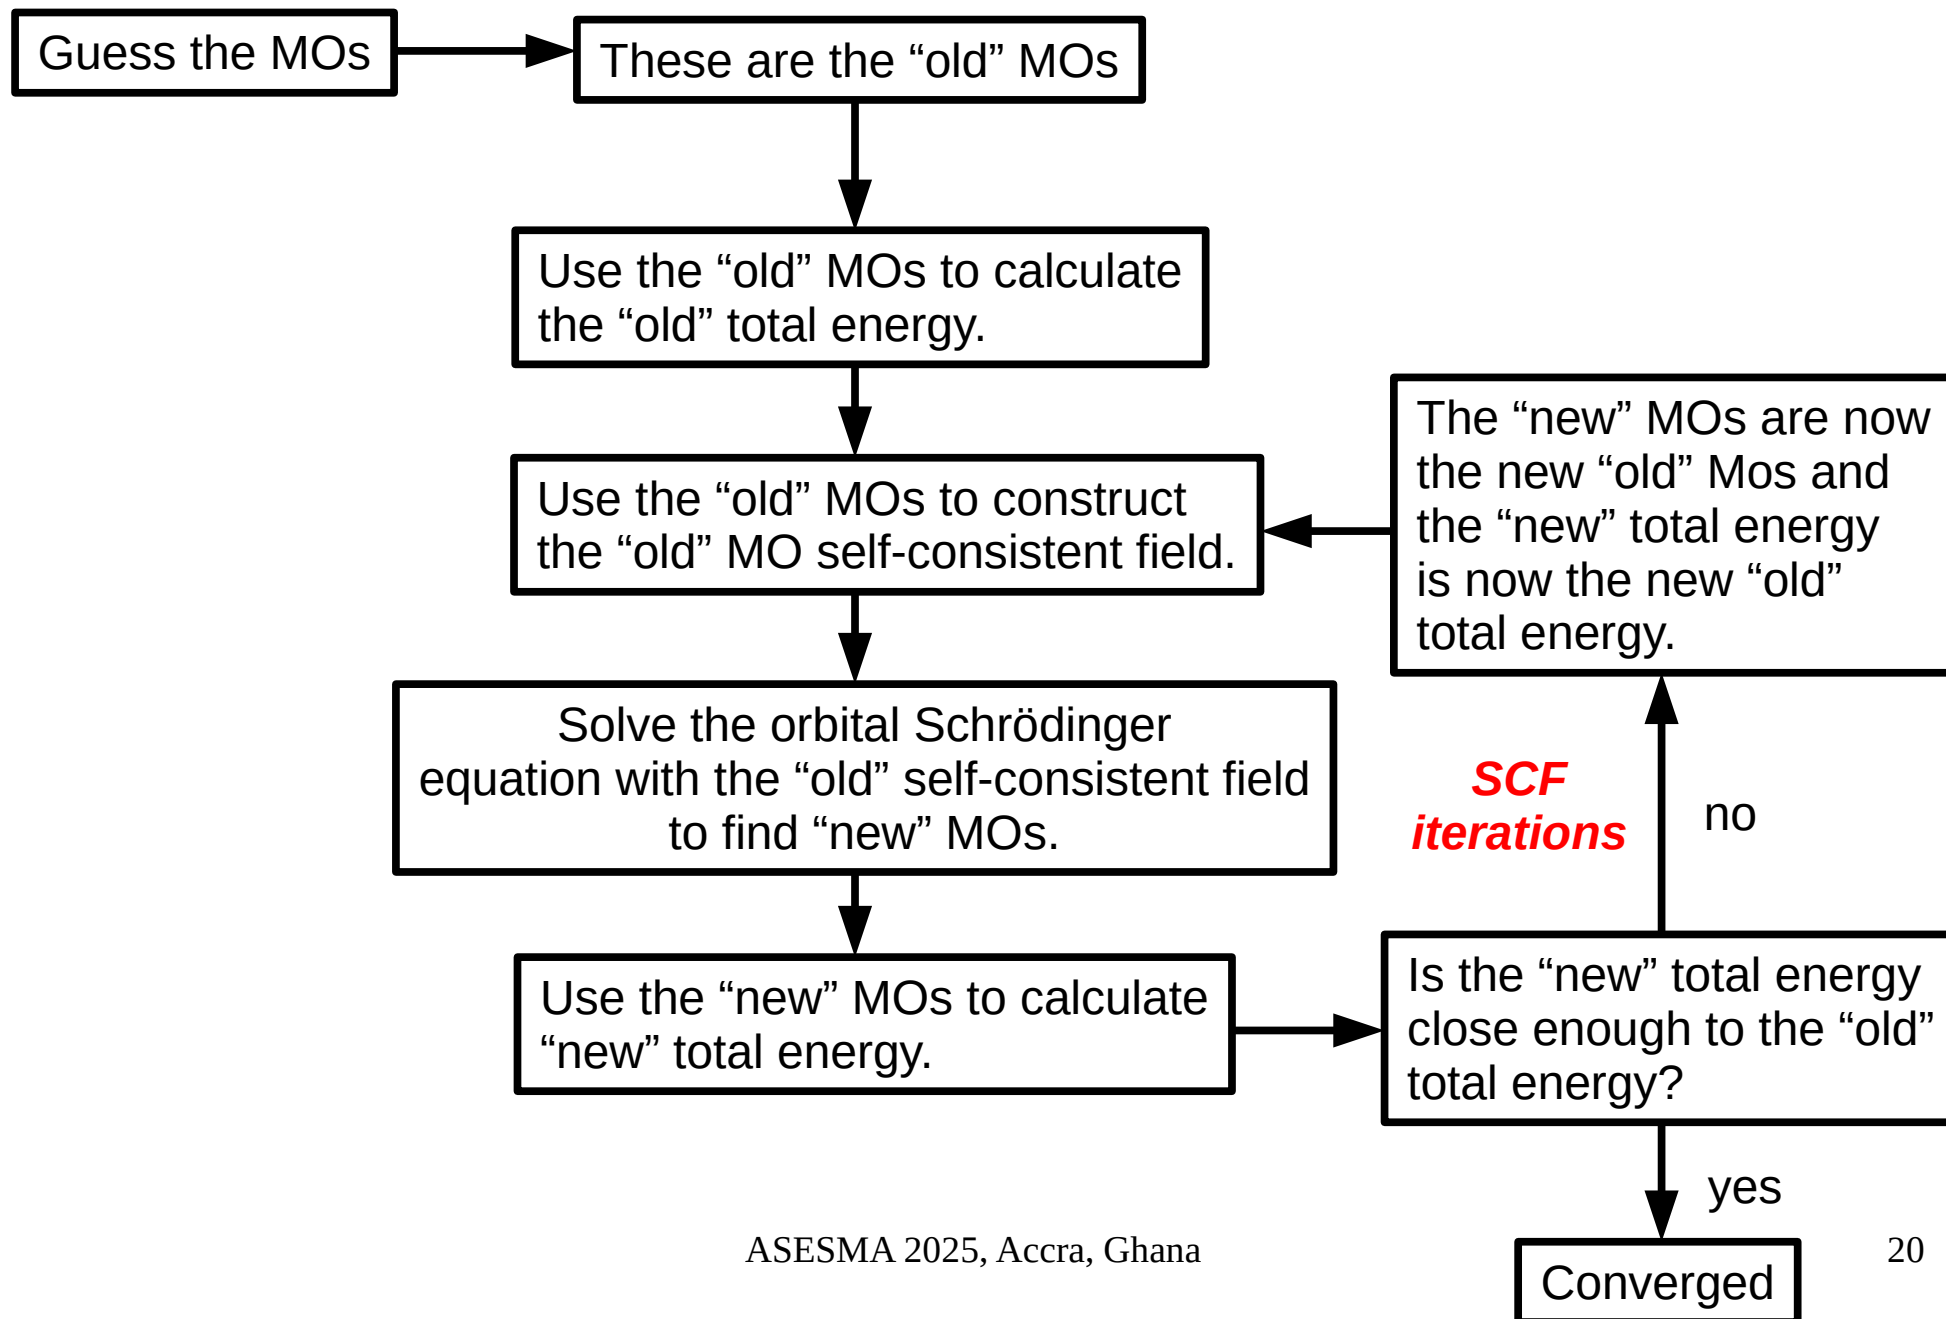 Guess the MOs
These are the “old” MOs
Use the “old” MOs to calculate
the “old” total energy.
Use the “old” MOs to construct
the “old” MO self-consistent field.
Solve the orbital Schrödinger
equation with the “old” self-consistent field
to find “new” MOs.
Use the “new” MOs to calculate
“new” total energy.
Is the “new” total energy
close enough to the “old”
total energy?
no
SCF
iterations
The “new” MOs are now
the new “old” Mos and
the “new” total energy
is now the new “old”
total energy.
yes
Converged
ASESMA 2025, Accra, Ghana
20